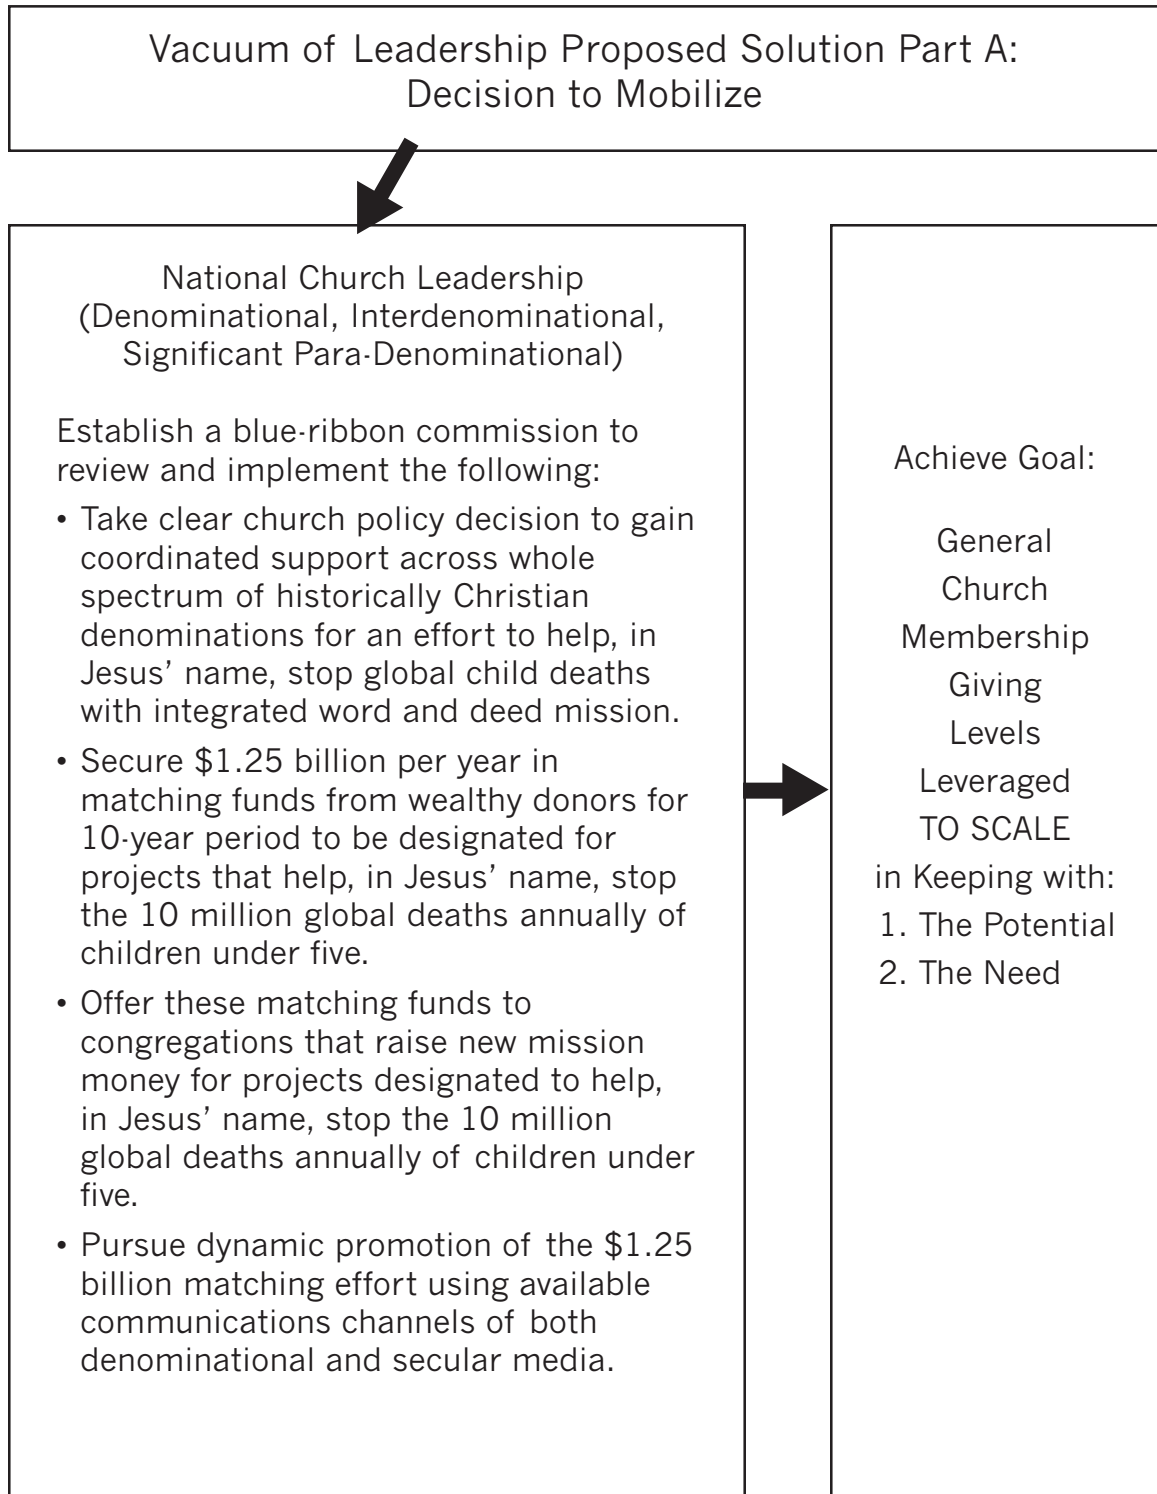 Vacuum of Leadership Proposed Solution Part A:
Decision to Mobilize
National Church Leadership
(Denominational, Interdenominational,
Significant Para-Denominational)
Establish a blue-ribbon commission to
review and implement the following:
• Take clear church policy decision to gain
coordinated support across whole
spectrum of historically Christian
denominations for an effort to help, in
Jesus’ name, stop global child deaths
with integrated word and deed mission.
• Secure $1.25 billion per year in
matching funds from wealthy donors for
10-year period to be designated for
projects that help, in Jesus’ name, stop
the 10 million global deaths annually of
children under five.
• Offer these matching funds to
congregations that raise new mission
money for projects designated to help,
in Jesus’ name, stop the 10 million
global deaths annually of children under
five.
• Pursue dynamic promotion of the $1.25
billion matching effort using available
communications channels of both
denominational and secular media.
Achieve Goal:
General
Church
Membership
Giving
Levels
Leveraged
TO SCALE
in Keeping with:
1. The Potential
2. The Need